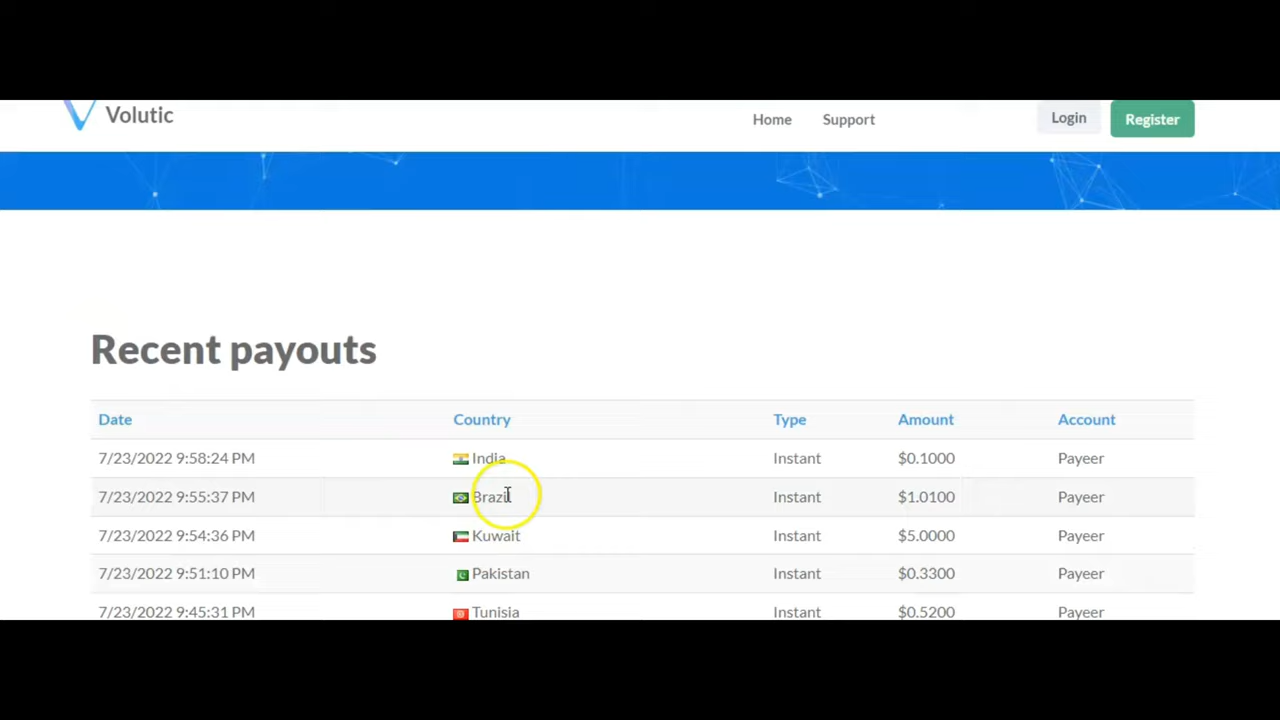 Volutic Home Support Login Register
Recent payouts
Date Country Type Amount Account
7/23/2022 9:58:24 PM India Instant $0.1000 Payeer
7/23/2022 9:55:37 PM Brazil Instant $1.0100 Payeer
7/23/2022 9:54:36 PM Kuwait Instant $5.0000 Payeer
7/23/2022 9:51:10 PM Pakistan Instant $0.3300 Payeer
7/23/2022 9:45:31 PM Tunisia Instant $0.5200 Payeer